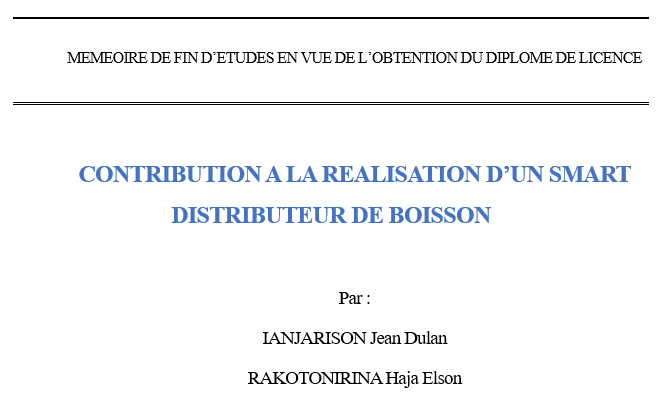 MEMEOIRE DE FIN D’ETUDES EN VUE DE L’OBTENTION DU DIPLOME DE LICENCE
CONTRIBUTION A LA REALISATION D’UN SMART
DISTRIBUTEUR DE BOISSON
Par :
IANJARISON Jean Dulan
RAKOTONIRINA Haja Elson